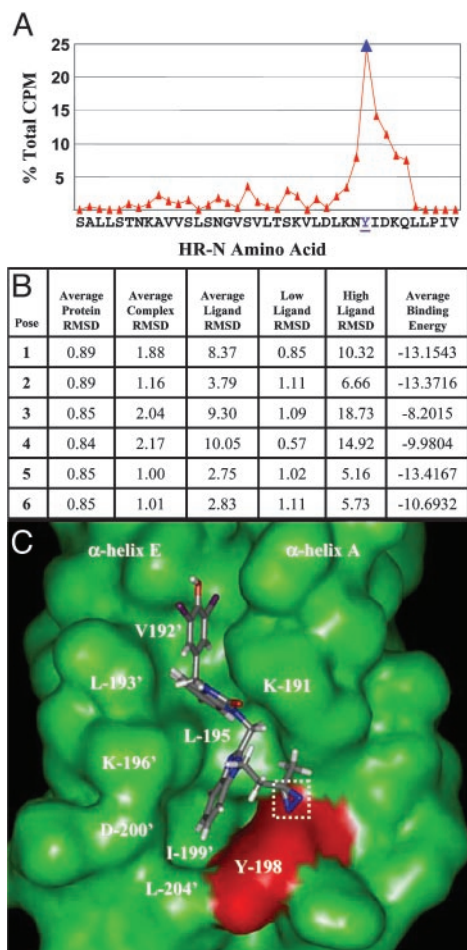 A
% Total CPM
25
20
15
10
5
SALLSTNKAVVSLSNGVSVLTSKVLDLKNYIDKQLLPIV
HR-N Amino Acid
B
Pose Average Protein RMSD Average Complex RMSD Average Ligand RMSD Low Ligand RMSD High Ligand RMSD Average Binding Energy
1 0.89 1.88 8.37 0.85 10.32 -13.1543
2 0.89 1.16 3.79 1.11 6.66 -13.3716
3 0.85 2.04 9.30 1.09 18.73 -8.2015
4 0.84 2.17 10.05 0.57 14.92 -9.9804
5 0.85 1.00 2.75 1.02 5.16 -13.4167
6 0.85 1.01 2.83 1.11 5.73 -10.6932
C
α-helix E α-helix A
V192'
L-193' K-191
L-195
K-196'
D-200'
I-199'
Y-198
L-204'